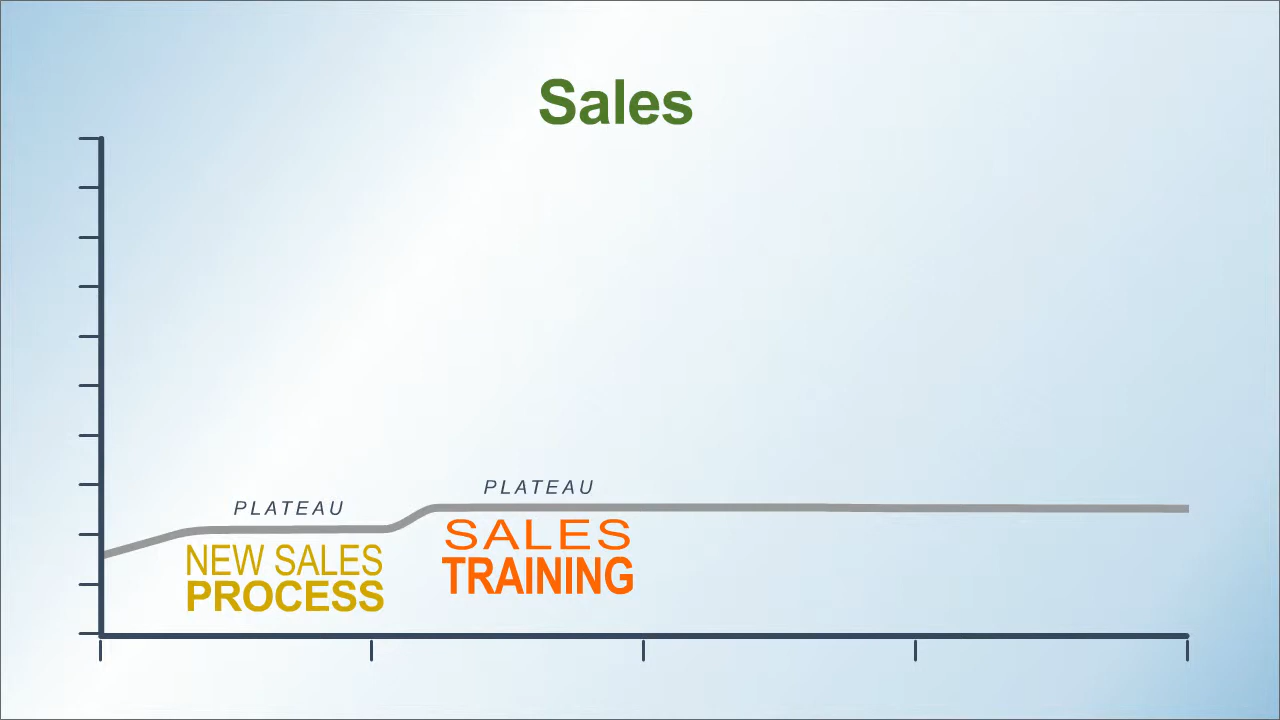 Sales
PLATEAU
NEW SALES
PROCESS
PLATEAU
SALES
TRAINING